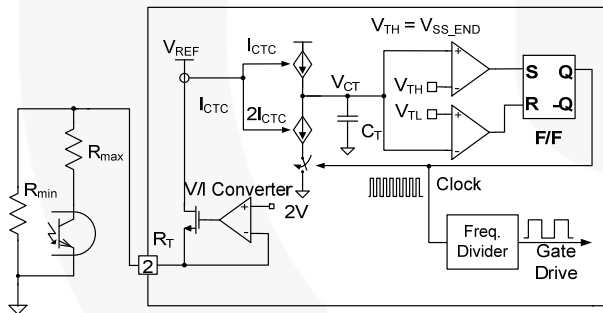 V_TH = V_SS_END
V_REF
I_CTC
V_CT
V_TH
S Q
I_CTC
2I_CTC
C_T
V_TL
R -Q
F/F
R_max
R_min
V/I Converter
Clock
2V
R_T
2
Freq.
Divider
Gate
Drive
+
-
+
-
+
-